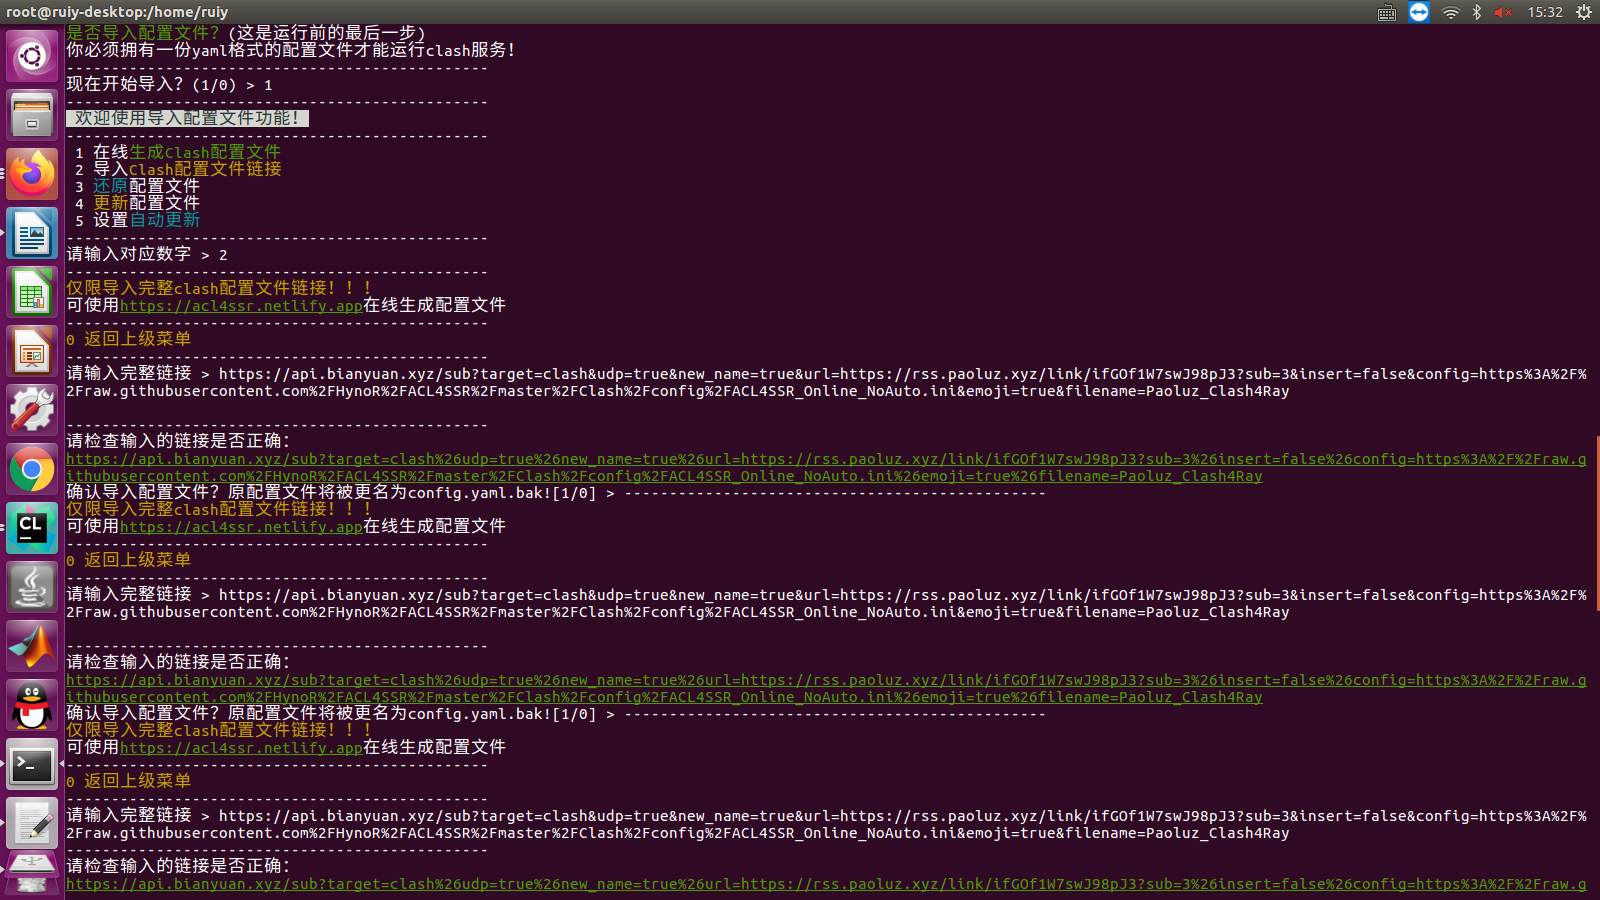 root@ruiy-desktop:/home/ruiy
15:32
是否导入配置文件？(这是运行前的最后一步)
你必须拥有一份yaml格式的配置文件才能运行clash服务！
-----------------------------------------------
现在开始导入？(1/0) > 1
-----------------------------------------------
欢迎使用导入配置文件功能！
-----------------------------------------------
1 在线生成Clash配置文件
2 导入Clash配置文件链接
3 还原配置文件
4 更新配置文件
5 设置自动更新
-----------------------------------------------
请输入对应数字 > 2
-----------------------------------------------
仅限导入完整clash配置文件链接！！！
可使用https://acl4ssr.netlify.app在线生成配置文件
-----------------------------------------------
0 返回上级菜单
-----------------------------------------------
请输入完整链接 > https://api.bianyuan.xyz/sub?target=clash&udp=true&new_name=true&url=https://rss.paoluz.xyz/link/ifGOf1W7swJ98pJ3?sub=3&insert=false&config=https%3A%2F%
2Fraw.githubusercontent.com%2FHynoR%2FACL4SSR%2Fmaster%2FClash%2Fconfig%2FACL4SSR_Online_NoAuto.ini&emoji=true&filename=Paoluz_Clash4Ray
-----------------------------------------------
请检查输入的链接是否正确：
https://api.bianyuan.xyz/sub?target=clash%26udp=true%26new_name=true%26url=https://rss.paoluz.xyz/link/ifGOf1W7swJ98pJ3?sub=3%26insert=false%26config=https%3A%2F%2Fraw.g
ithubusercontent.com%2FHynoR%2FACL4SSR%2Fmaster%2FClash%2Fconfig%2FACL4SSR_Online_NoAuto.ini%26emoji=true%26filename=Paoluz_Clash4Ray
确认导入配置文件？原配置文件将被更名为config.yaml.bak![1/0] > -----------------------------------------------
仅限导入完整clash配置文件链接！！！
可使用https://acl4ssr.netlify.app在线生成配置文件
-----------------------------------------------
0 返回上级菜单
-----------------------------------------------
请输入完整链接 > https://api.bianyuan.xyz/sub?target=clash&udp=true&new_name=true&url=https://rss.paoluz.xyz/link/ifGOf1W7swJ98pJ3?sub=3&insert=false&config=https%3A%2F%
2Fraw.githubusercontent.com%2FHynoR%2FACL4SSR%2Fmaster%2FClash%2Fconfig%2FACL4SSR_Online_NoAuto.ini&emoji=true&filename=Paoluz_Clash4Ray
-----------------------------------------------
请检查输入的链接是否正确：
https://api.bianyuan.xyz/sub?target=clash%26udp=true%26new_name=true%26url=https://rss.paoluz.xyz/link/ifGOf1W7swJ98pJ3?sub=3%26insert=false%26config=https%3A%2F%2Fraw.g
ithubusercontent.com%2FHynoR%2FACL4SSR%2Fmaster%2FClash%2Fconfig%2FACL4SSR_Online_NoAuto.ini%26emoji=true%26filename=Paoluz_Clash4Ray
确认导入配置文件？原配置文件将被更名为config.yaml.bak![1/0] > -----------------------------------------------
仅限导入完整clash配置文件链接！！！
可使用https://acl4ssr.netlify.app在线生成配置文件
-----------------------------------------------
0 返回上级菜单
-----------------------------------------------
请输入完整链接 > https://api.bianyuan.xyz/sub?target=clash&udp=true&new_name=true&url=https://rss.paoluz.xyz/link/ifGOf1W7swJ98pJ3?sub=3&insert=false&config=https%3A%2F%
2Fraw.githubusercontent.com%2FHynoR%2FACL4SSR%2Fmaster%2FClash%2Fconfig%2FACL4SSR_Online_NoAuto.ini&emoji=true&filename=Paoluz_Clash4Ray
-----------------------------------------------
请检查输入的链接是否正确：
https://api.bianyuan.xyz/sub?target=clash%26udp=true%26new_name=true%26url=https://rss.paoluz.xyz/link/ifGOf1W7swJ98pJ3?sub=3%26insert=false%26config=https%3A%2F%2Fraw.g
CL